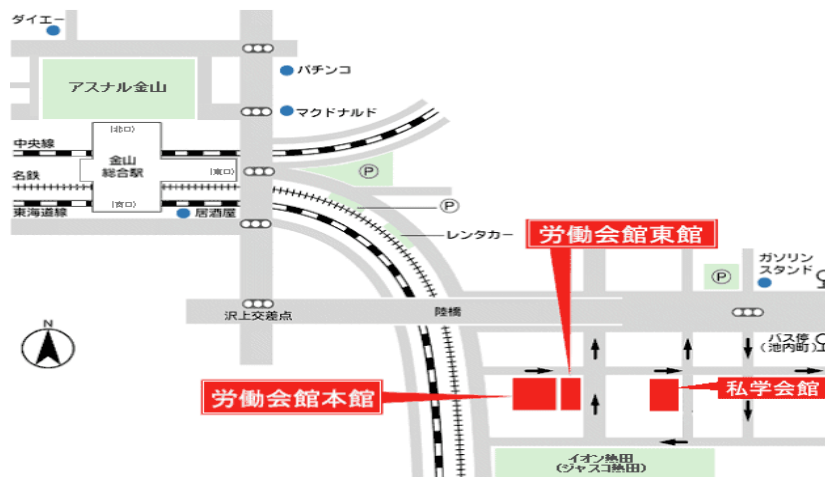 ダイエー
パチンコ
アスナル金山
マクドナルド
(北口)
中央線
金山
総合駅
(東口)
Ⓟ
名鉄
(南口)
東海道線
居酒屋
Ⓟ
レンタカー
労働会館東館
ガソリン
スタンド
Ⓟ
沢上交差点
陸橋
N
バス停
(池内町)
労働会館本館
私学会館
イオン熱田
(ジャスコ熱田)